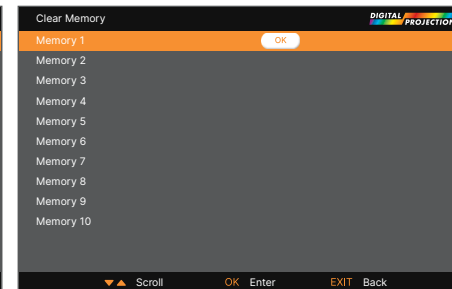 Clear Memory
DIGITAL PROJECTION
Memory 1 OK
Memory 2
Memory 3
Memory 4
Memory 5
Memory 6
Memory 7
Memory 8
Memory 9
Memory 10
▼▲ Scroll OK Enter EXIT Back